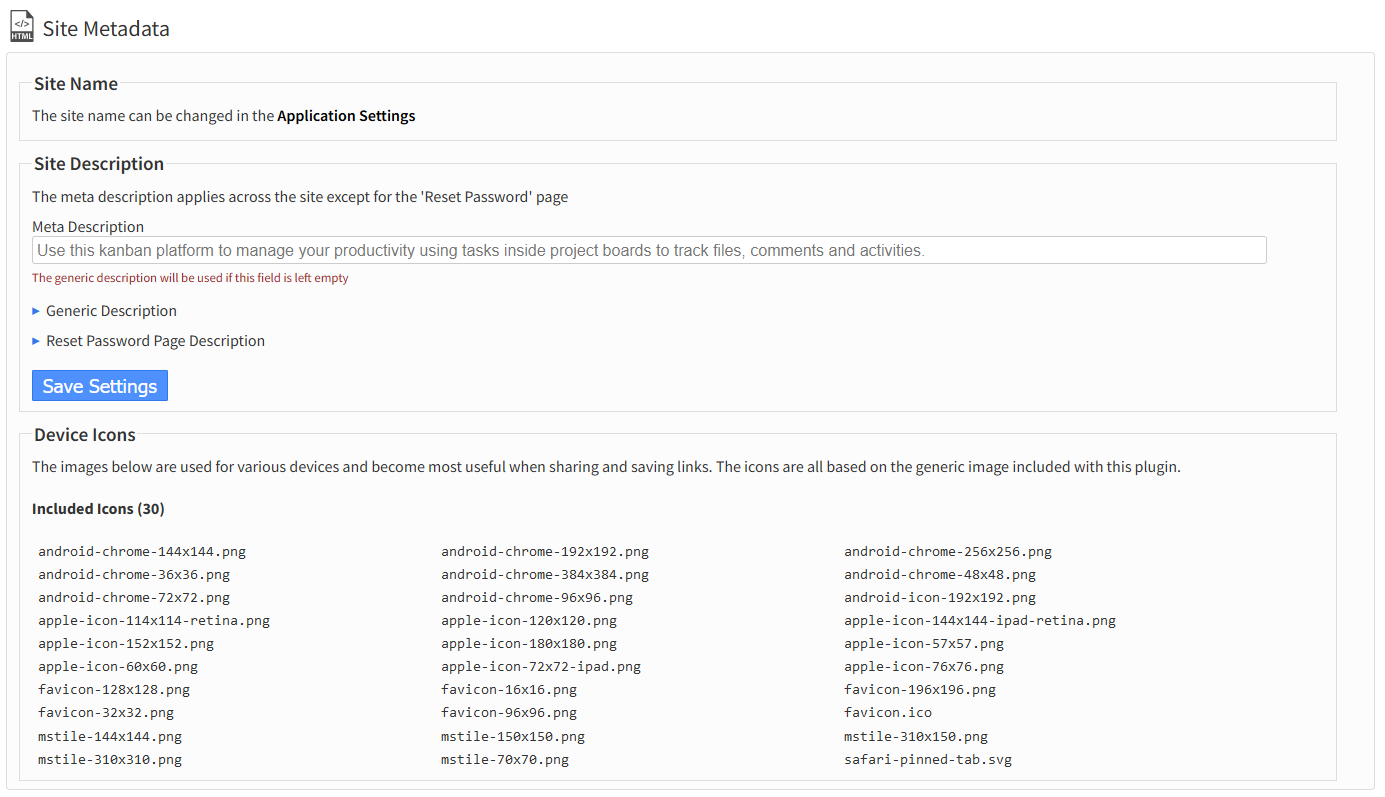 </>
HTML
Site Metadata
Site Name
The site name can be changed in the Application Settings
Site Description
The meta description applies across the site except for the 'Reset Password' page
Meta Description
Use this kanban platform to manage your productivity using tasks inside project boards to track files, comments and activities.
The generic description will be used if this field is left empty
Generic Description
Reset Password Page Description
Save Settings
Device Icons
The images below are used for various devices and become most useful when sharing and saving links. The icons are all based on the generic image included with this plugin.
Included Icons (30)
android-chrome-144x144.png android-chrome-192x192.png android-chrome-256x256.png
android-chrome-36x36.png android-chrome-384x384.png android-chrome-48x48.png
android-chrome-72x72.png android-chrome-96x96.png android-icon-192x192.png
apple-icon-114x114-retina.png apple-icon-120x120.png apple-icon-144x144-ipad-retina.png
apple-icon-152x152.png apple-icon-180x180.png apple-icon-57x57.png
apple-icon-60x60.png apple-icon-72x72-ipad.png apple-icon-76x76.png
favicon-128x128.png favicon-16x16.png favicon-196x196.png
favicon-32x32.png favicon-96x96.png favicon.ico
mstile-144x144.png mstile-150x150.png mstile-310x150.png
mstile-310x310.png mstile-70x70.png safari-pinned-tab.svg